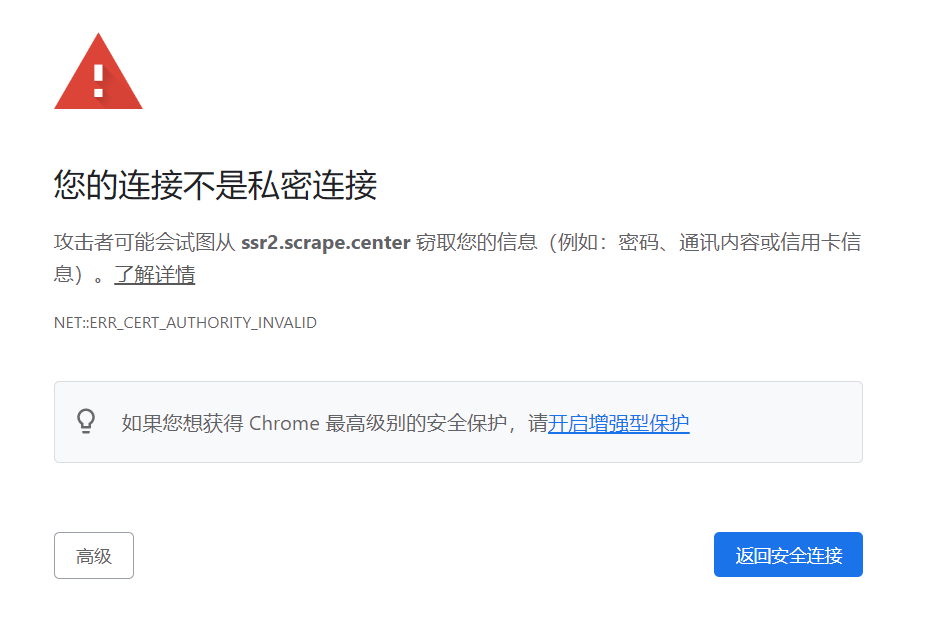 您的连接不是私密连接
攻击者可能会试图从 ssr2.scrape.center 窃取您的信息（例如：密码、通讯内容或信用卡信
息）。了解详情
NET::ERR_CERT_AUTHORITY_INVALID
如果您想获得 Chrome 最高级别的安全保护，请开启增强型保护
高级
返回安全连接